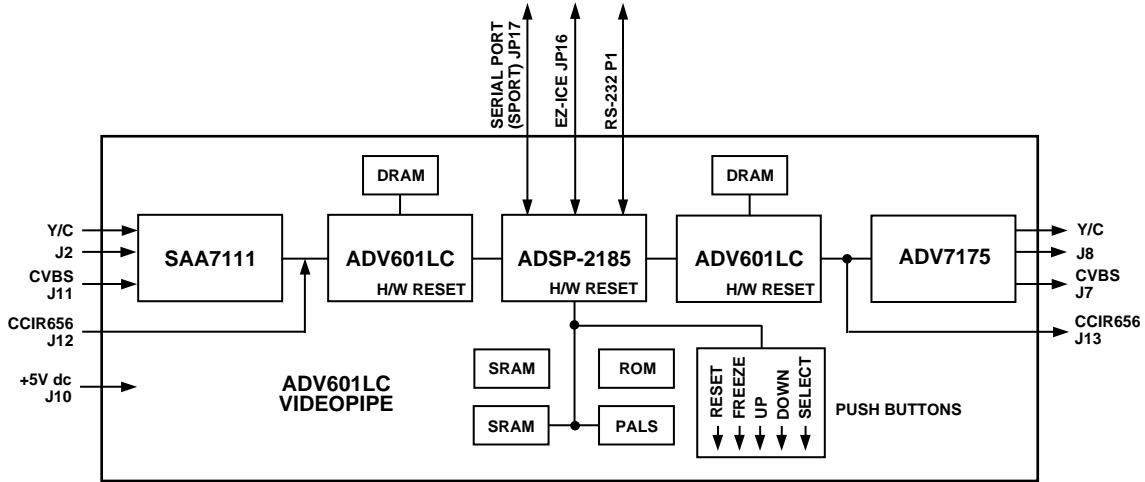 SERIAL PORT
(SPORT) JP17
EZ-ICE JP16
RS-232 P1
DRAM
DRAM
Y/C
J2
CVBS
J11
CCIR656
J12
+5V dc
J10
SAA7111
ADV601LC
H/W RESET
ADSP-2185
H/W RESET
ADV601LC
H/W RESET
ADV7175
Y/C
J8
CVBS
J7
CCIR656
J13
ADV601LC
VIDEOPIPE
SRAM
ROM
SRAM
PALS
RESET
FREEZE
UP
DOWN
SELECT
PUSH BUTTONS